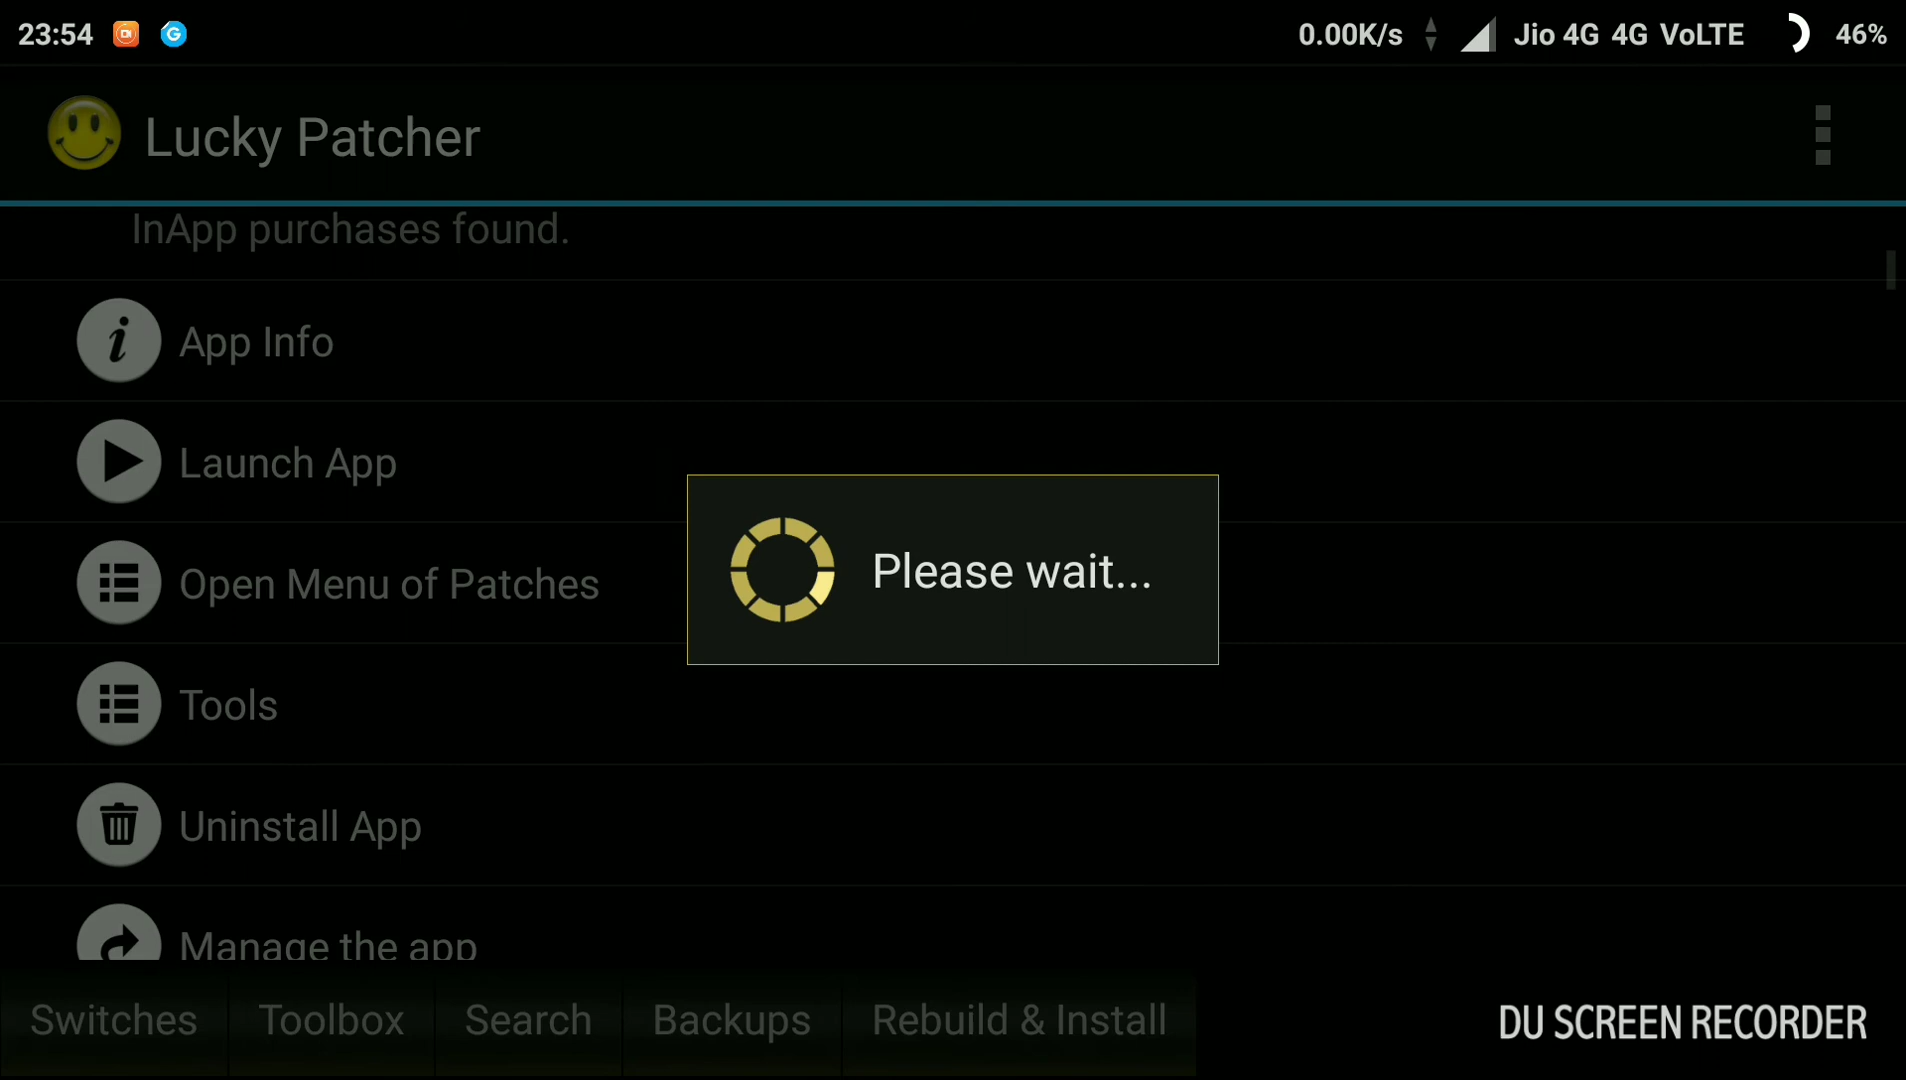 23:54
0.00K/s Jio 4G 4G VoLTE 46%
Lucky Patcher
InApp purchases found.
App Info
Launch App
Open Menu of Patches
Please wait...
Tools
Uninstall App
Manage the app
Switches Toolbox Search Backups Rebuild & Install
DU SCREEN RECORDER